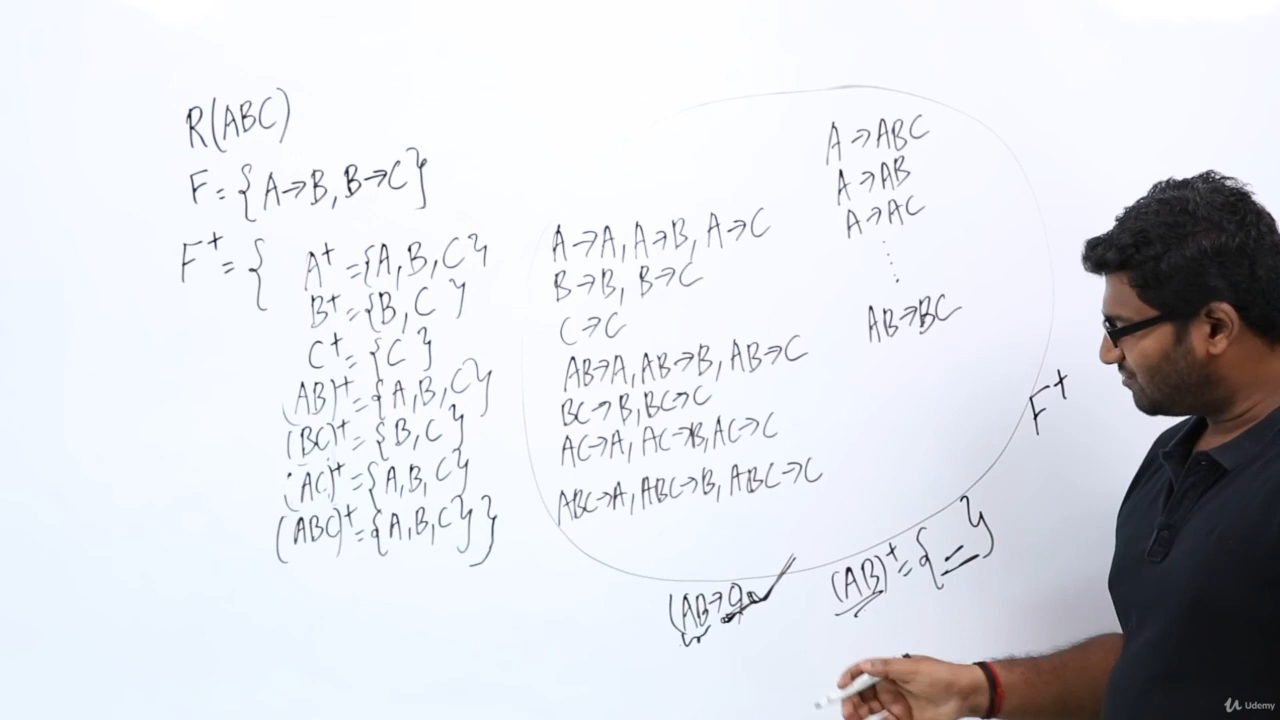 R(ABC)
F = {A→B, B→C}
F⁺ = {
A⁺ = {A, B, C}
B⁺ = {B, C}
C⁺ = {C}
(AB)⁺ = {A, B, C}
(BC)⁺ = {B, C}
(AC)⁺ = {A, B, C}
(ABC)⁺ = {A, B, C}}
A→A, A→B, A→C
B→B, B→C
C→C
AB→A, AB→B, AB→C
BC→B, BC→C
AC→A, AC→B, AC→C
ABC→A, ABC→B, ABC→C
A→ABC
A→AB
A→AC
AB→BC
F⁺
(AB→
(AB)⁺ = { }
Udemy